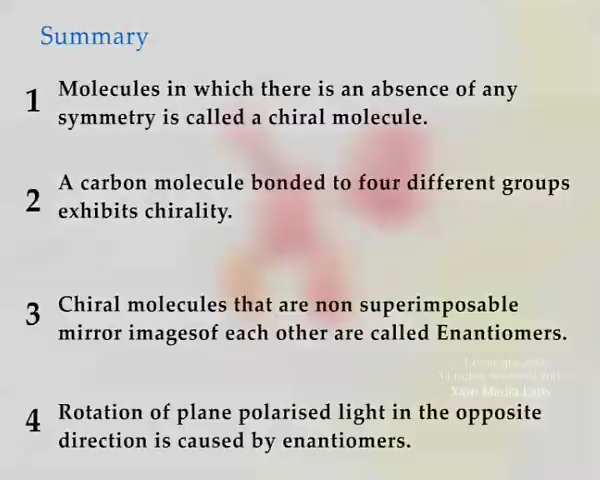 Summary
1 Molecules in which there is an absence of any
symmetry is called a chiral molecule.
2 A carbon molecule bonded to four different groups
exhibits chirality.
3 Chiral molecules that are non superimposable
mirror imagesof each other are called Enantiomers.
Xion Media Labs
4 Rotation of plane polarised light in the opposite
direction is caused by enantiomers.